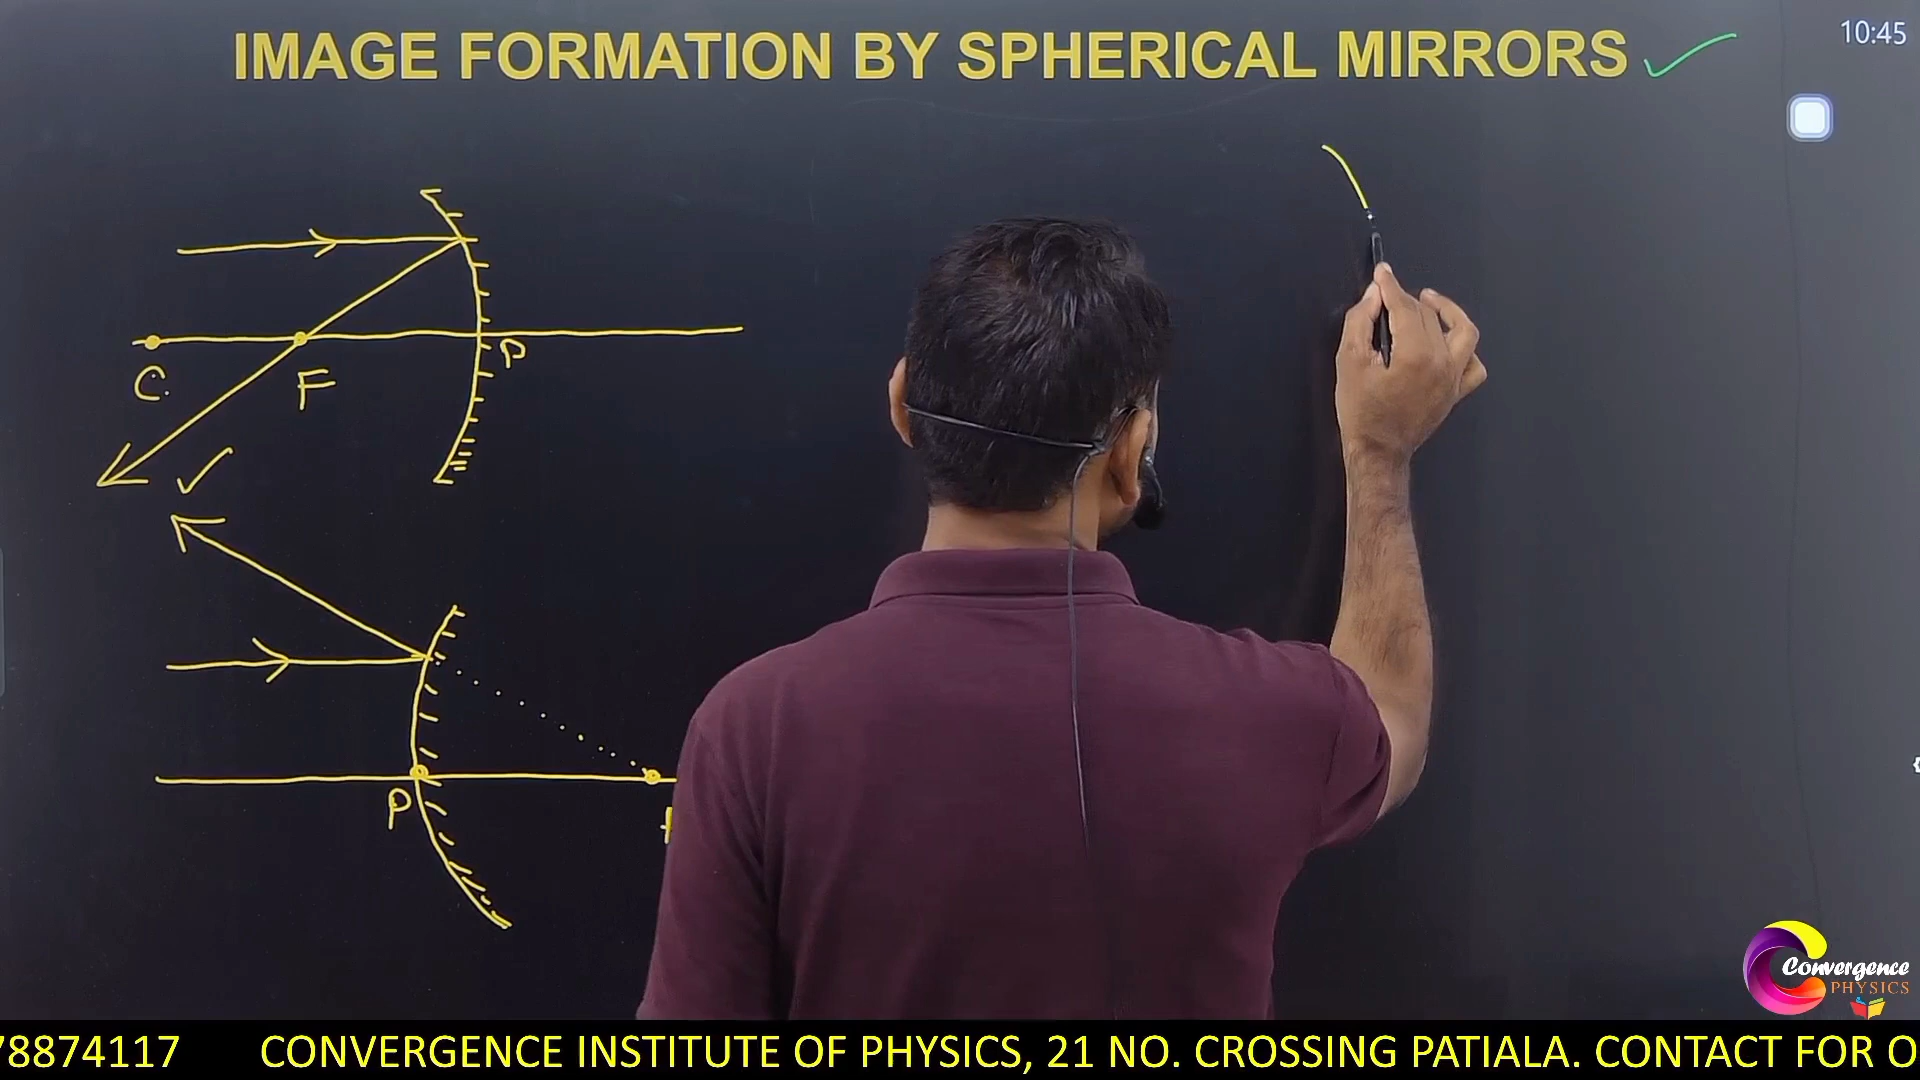 IMAGE FORMATION BY SPHERICAL MIRRORS
10:45
C
F
P
P
Convergence
PHYSICS
78874117 CONVERGENCE INSTITUTE OF PHYSICS, 21 NO. CROSSING PATIALA. CONTACT FOR O